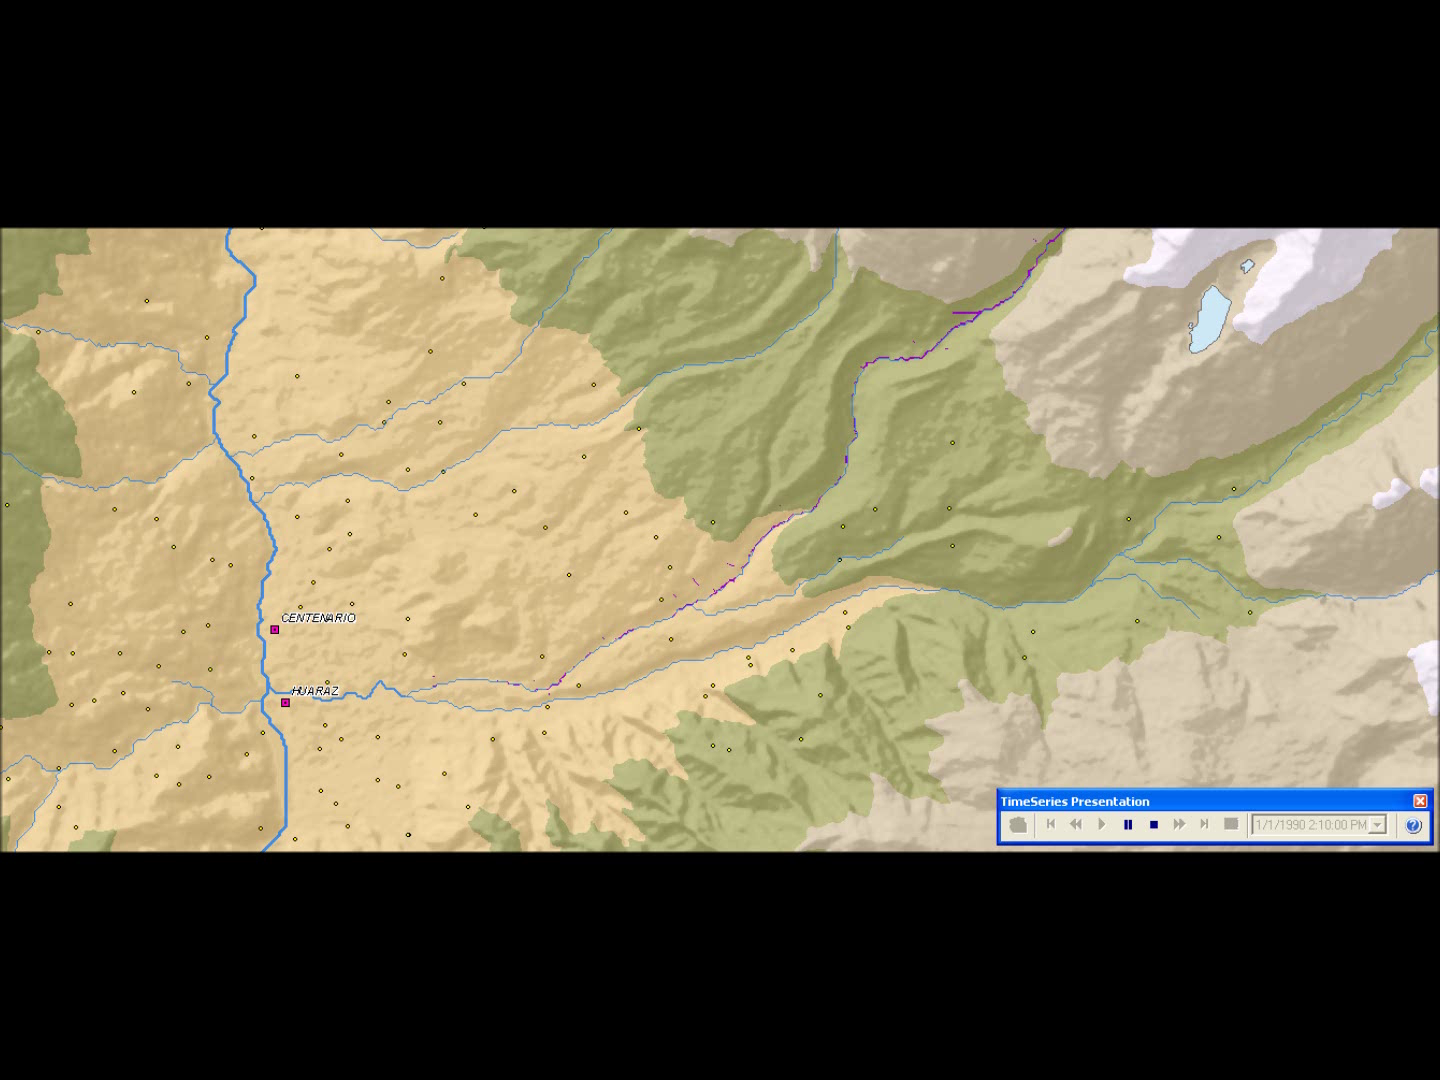 CENTENARIO
HUARAZ
TimeSeries Presentation
1/1/1990 2:10:00 PM